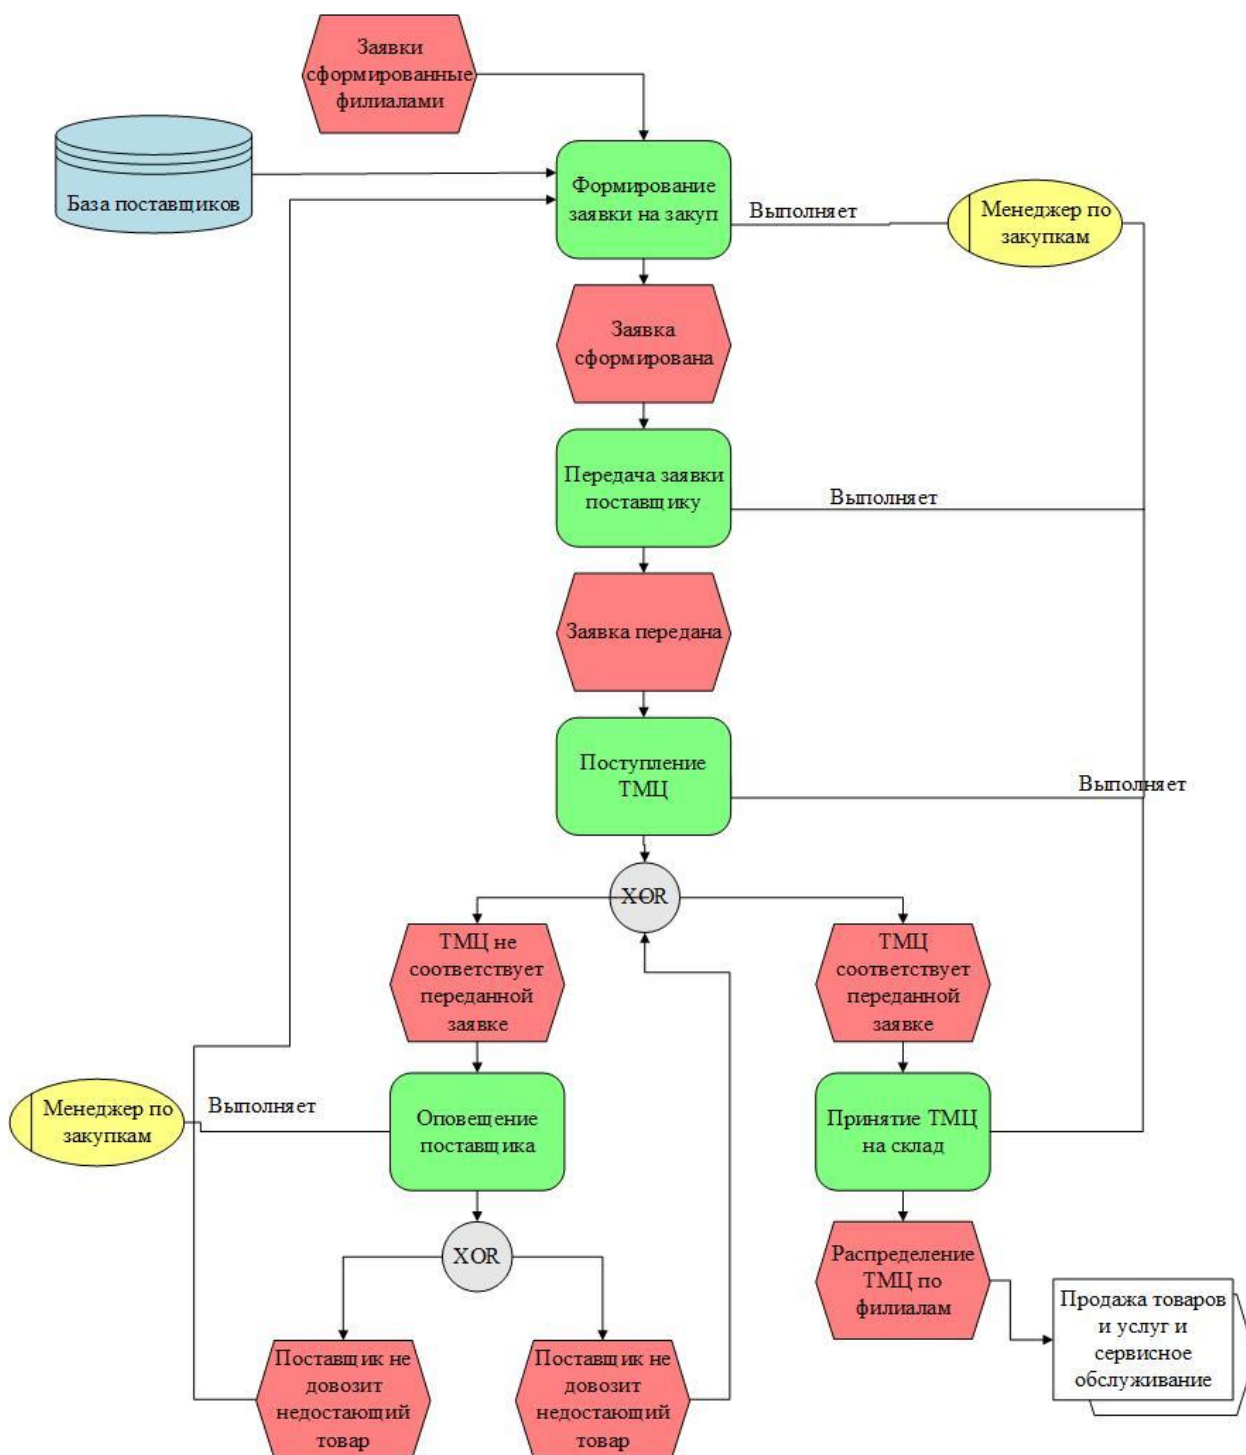 Заявки
сформированные
филиалами
База поставщиков
Формирование
заявки на закуп
Выполняет
Менеджер по
закупкам
Заявка
сформирована
Передача заявки
поставщику
Выполняет
Заявка передана
Поступление
ТМЦ
Выполняет
XOR
ТМЦ не
соответствует
переданной
заявке
ТМЦ
соответствует
переданной
заявке
Менеджер по
закупкам
Выполняет
Оповещение
поставщика
Принятие ТМЦ
на склад
XOR
Распределение
ТМЦ по
филиалам
Продажа товаров
и услуг и
сервисное
обслуживание
Поставщик не
довозит
недостающий
товар
Поставщик не
довозит
недостающий
товар